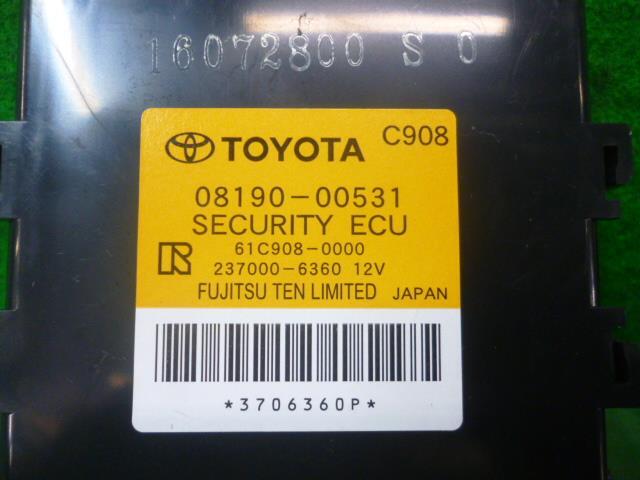 16072800 S 0
TOYOTA C908
08190-00531
SECURITY ECU
61C908-0000
R 237000-6360 12V
FUJITSU TEN LIMITED JAPAN
*3706360P*